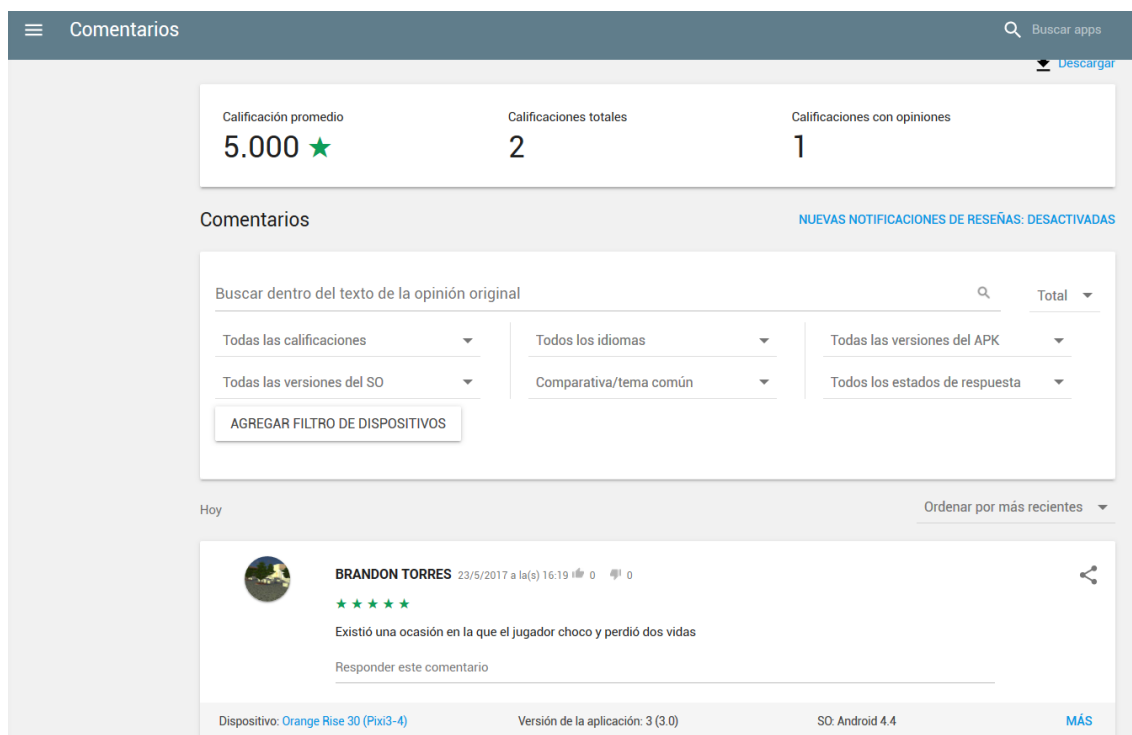 Comentarios
Buscar apps
Descargar
Calificación promedio
Calificaciones totales
Calificaciones con opiniones
5.000
2
1
Comentarios
NUEVAS NOTIFICACIONES DE RESEÑAS: DESACTIVADAS
Buscar dentro del texto de la opinión original
Total
Todas las calificaciones
Todos los idiomas
Todas las versiones del APK
Todas las versiones del SO
Comparativa/tema común
Todos los estados de respuesta
AGREGAR FILTRO DE DISPOSITIVOS
Hoy
Ordenar por más recientes
BRANDON TORRES 23/5/2017 a la(s) 16:19 0 0
Existió una ocasión en la que el jugador choco y perdió dos vidas
Responder este comentario
Dispositivo: Orange Rise 30 (Pixi3-4)
Versión de la aplicación: 3 (3.0)
SO: Android 4.4
MÁS